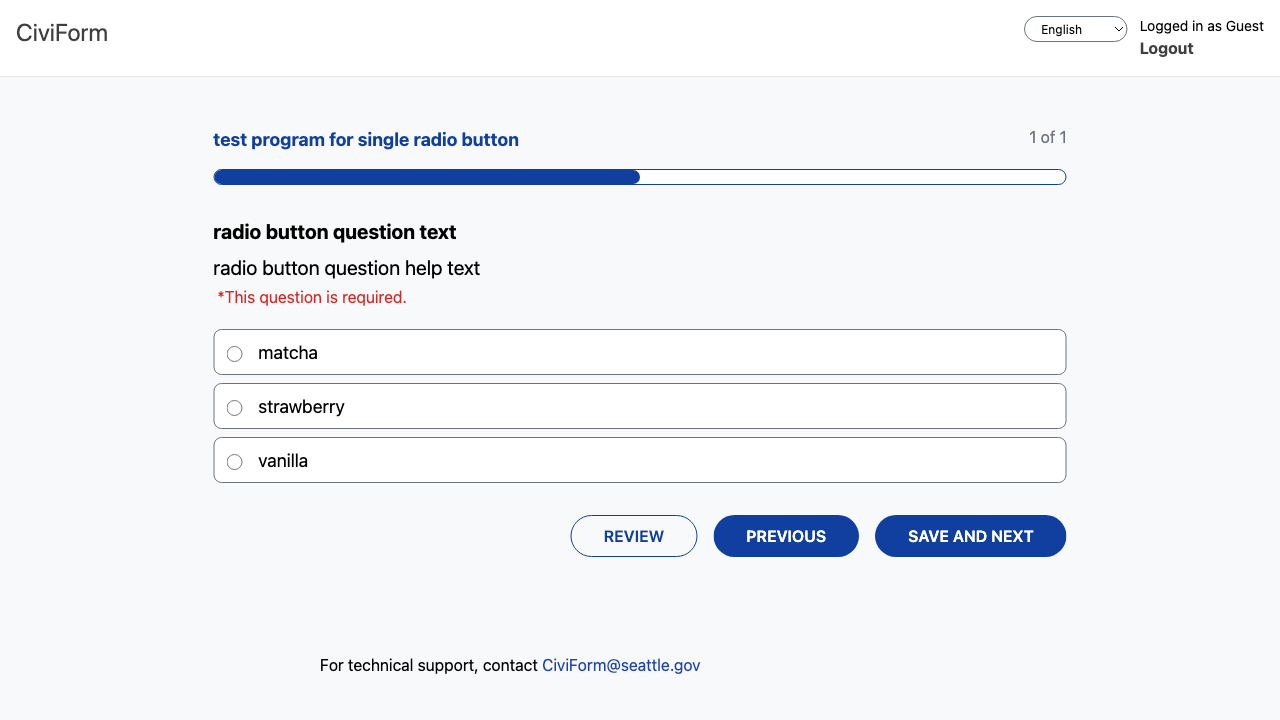 CiviForm
English
Logged in as Guest
Logout
test program for single radio button
1 of 1
radio button question text
radio button question help text
*This question is required.
matcha
strawberry
vanilla
REVIEW
PREVIOUS
SAVE AND NEXT
For technical support, contact CiviForm@seattle.gov